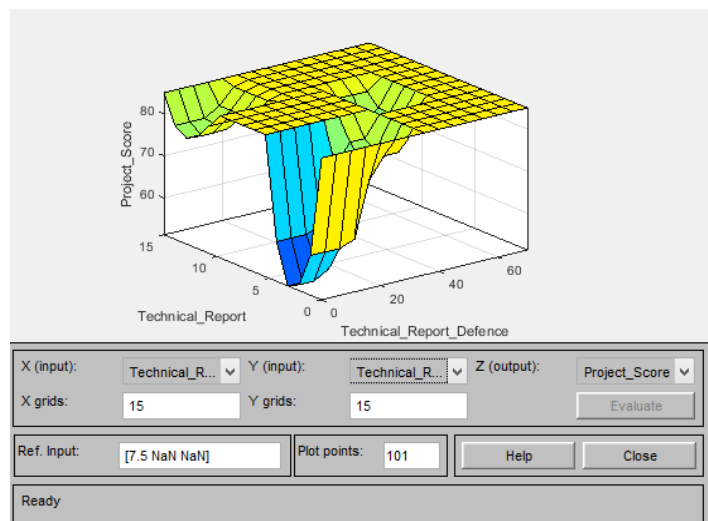 80
70
60
Project_Score
15
10
5
0
0
20
40
60
Technical_Report
Technical_Report_Defence
X (input): Technical_R... Y (input): Technical_R... Z (output): Project_Score
X grids: 15 Y grids: 15 Evaluate
Ref. Input: [7.5 NaN NaN] Plot points: 101 Help Close
Ready